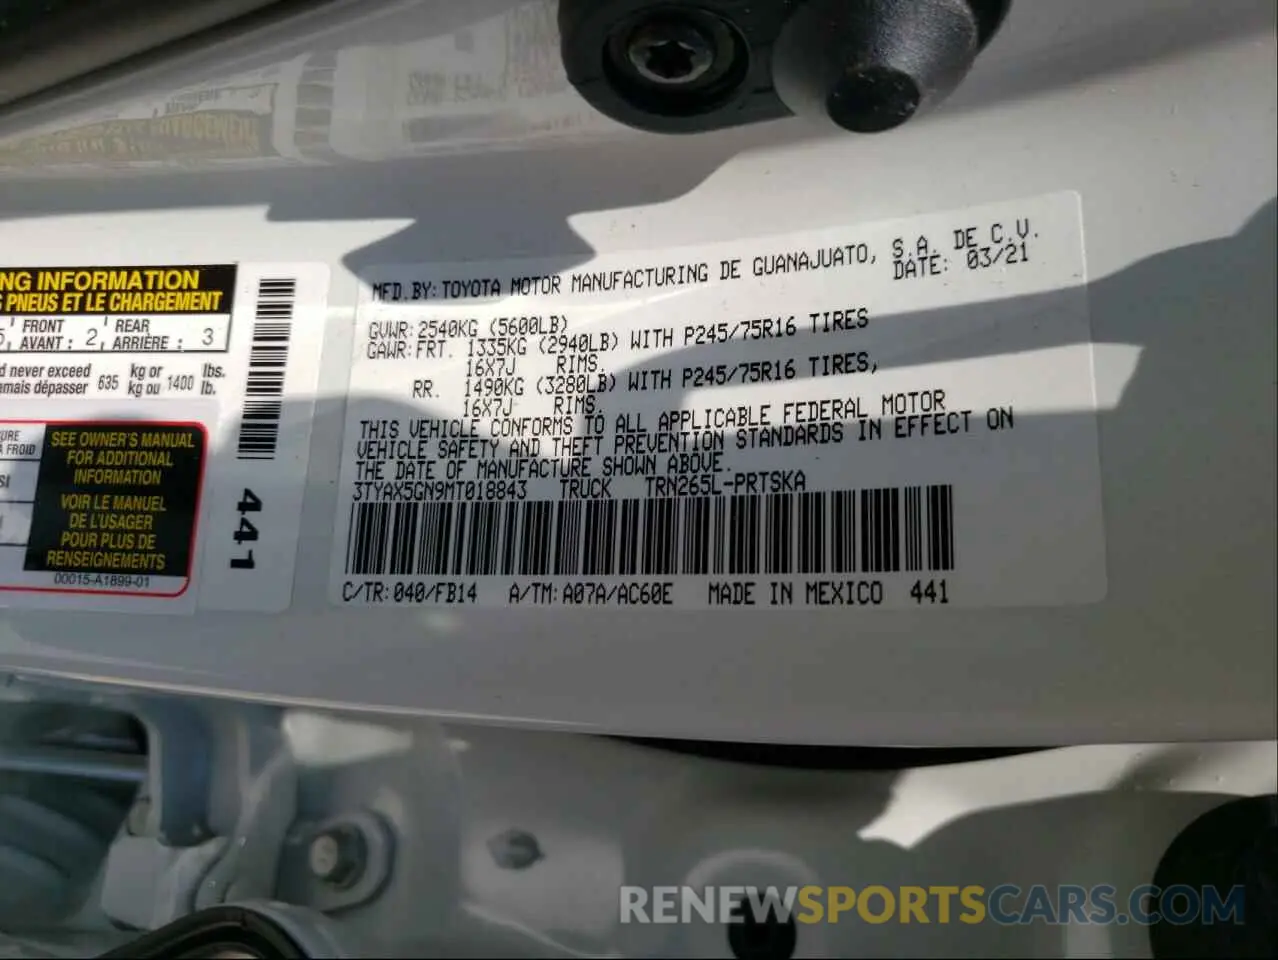 NG INFORMATION
PNEUS ET LE CHARGEMENT
FRONT
AVANT : 2,
REAR
ARRIÈRE : 3
d never exceed
amais dépasser 635 kg or
kg ou 1400 lbs.
lb.
URE
FROID
SI
SEE OWNER'S MANUAL
FOR ADDITIONAL
INFORMATION
VOIR LE MANUEL
DE L'USAGER
POUR PLUS DE
RENSEIGNEMENTS
00015-A1899-01
441
MFD. BY: TOYOTA MOTOR MANUFACTURING DE GUANAJUATO, S.A. DE C.V.
DATE: 03/21
GVWR: 2540KG (5600LB)
GAWR: FRT. 1335KG (2940LB) WITH P245/75R16 TIRES
16X7J RIMS.
RR. 1490KG (3280LB) WITH P245/75R16 TIRES,
16X7J RIMS.
THIS VEHICLE CONFORMS TO ALL APPLICABLE FEDERAL MOTOR
VEHICLE SAFETY AND THEFT PREVENTION STANDARDS IN EFFECT ON
THE DATE OF MANUFACTURE SHOWN ABOVE.
3TYAX5GN9MT018843 TRUCK TRN265L-PRTSKA
C/TR: 040/FB14 A/TM: A07A/AC60E MADE IN MEXICO 441
RENEWSPORTSCARS.COM